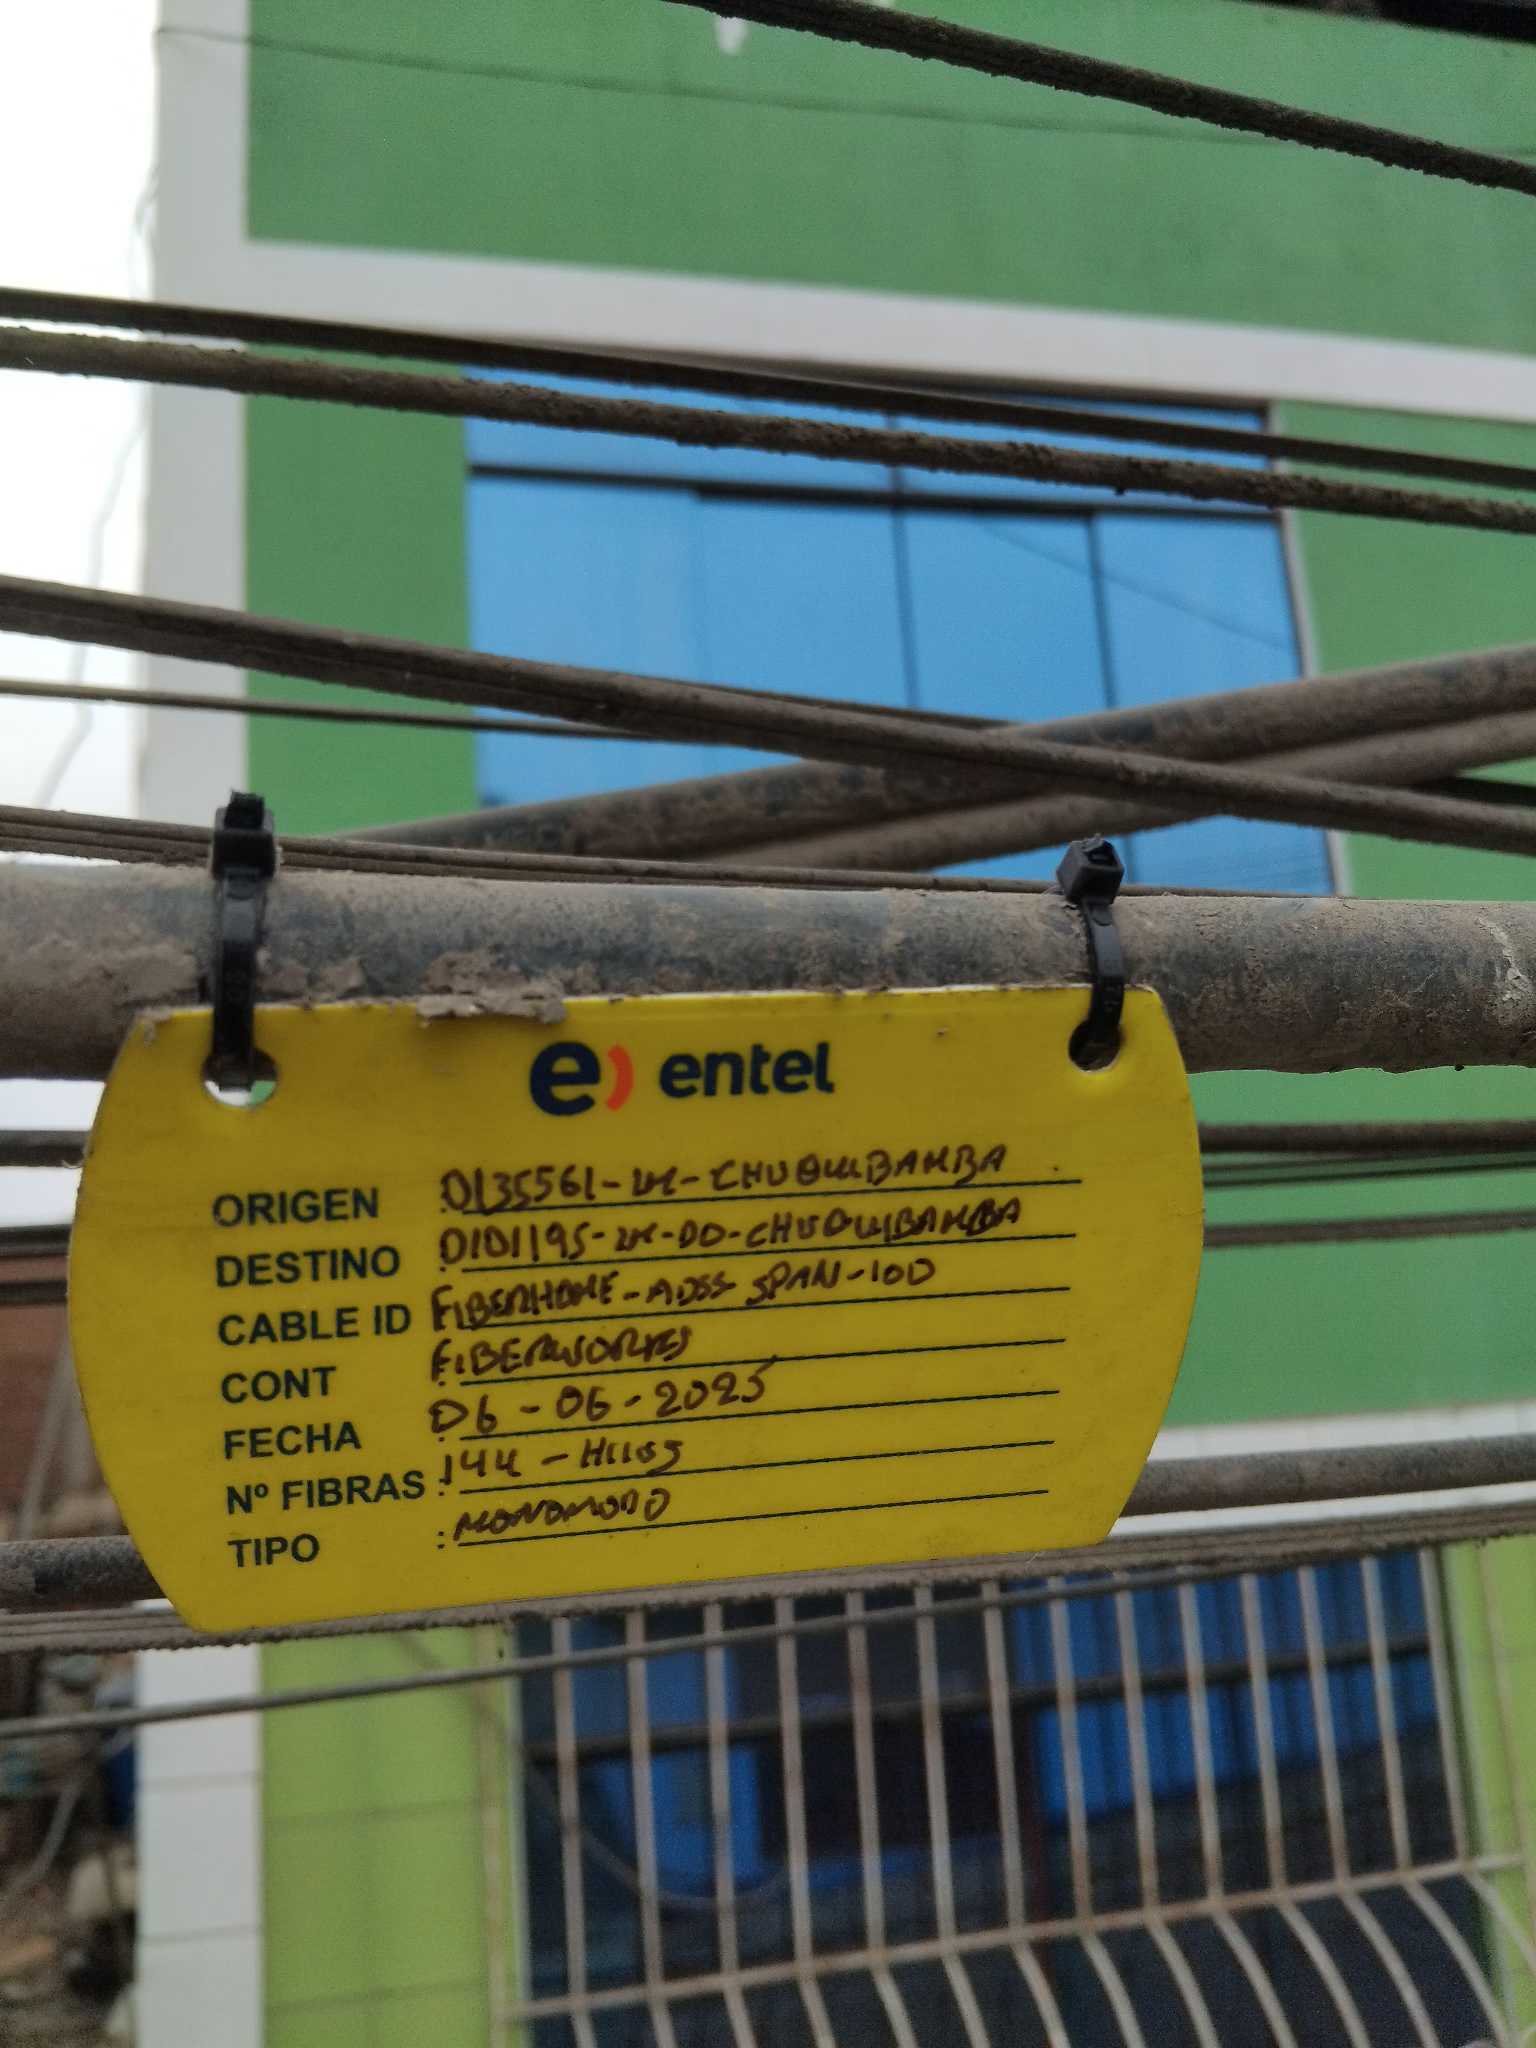 e) entel
ORIGEN : 0135561-LM-CHUQUIBAMBA
DESTINO : 0101195-LM-DO-CHUQUIBAMBA
CABLE ID FIBERHOME-ADSS SPAN-100
CONT : FIBERWORKS
FECHA : 06-06-2025
Nº FIBRAS : 144 - HILOS
TIPO : MONOMODO